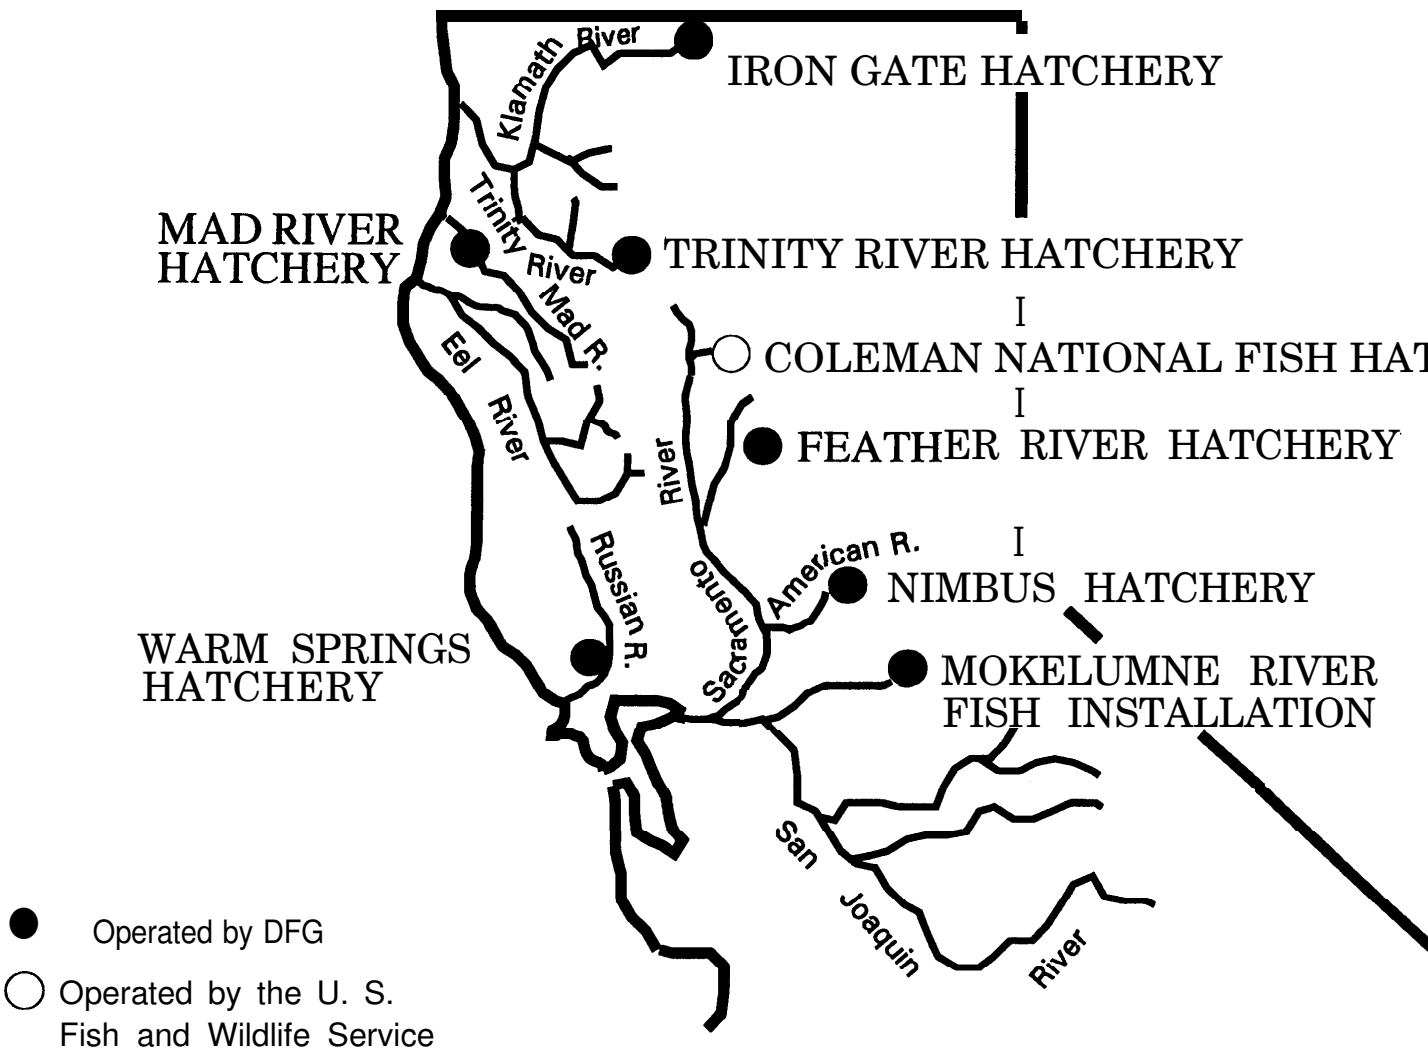 Klamath River
IRON GATE HATCHERY
Trinity River
MAD RIVER
HATCHERY
TRINITY RIVER HATCHERY
Mad R.
Eel River
COLEMAN NATIONAL FISH HAT
FEATHER RIVER HATCHERY
Sacramento River
Russian R.
American R.
NIMBUS HATCHERY
WARM SPRINGS
HATCHERY
MOKELUMNE RIVER
FISH INSTALLATION
San Joaquin River
Operated by DFG
Operated by the U. S.
Fish and Wildlife Service